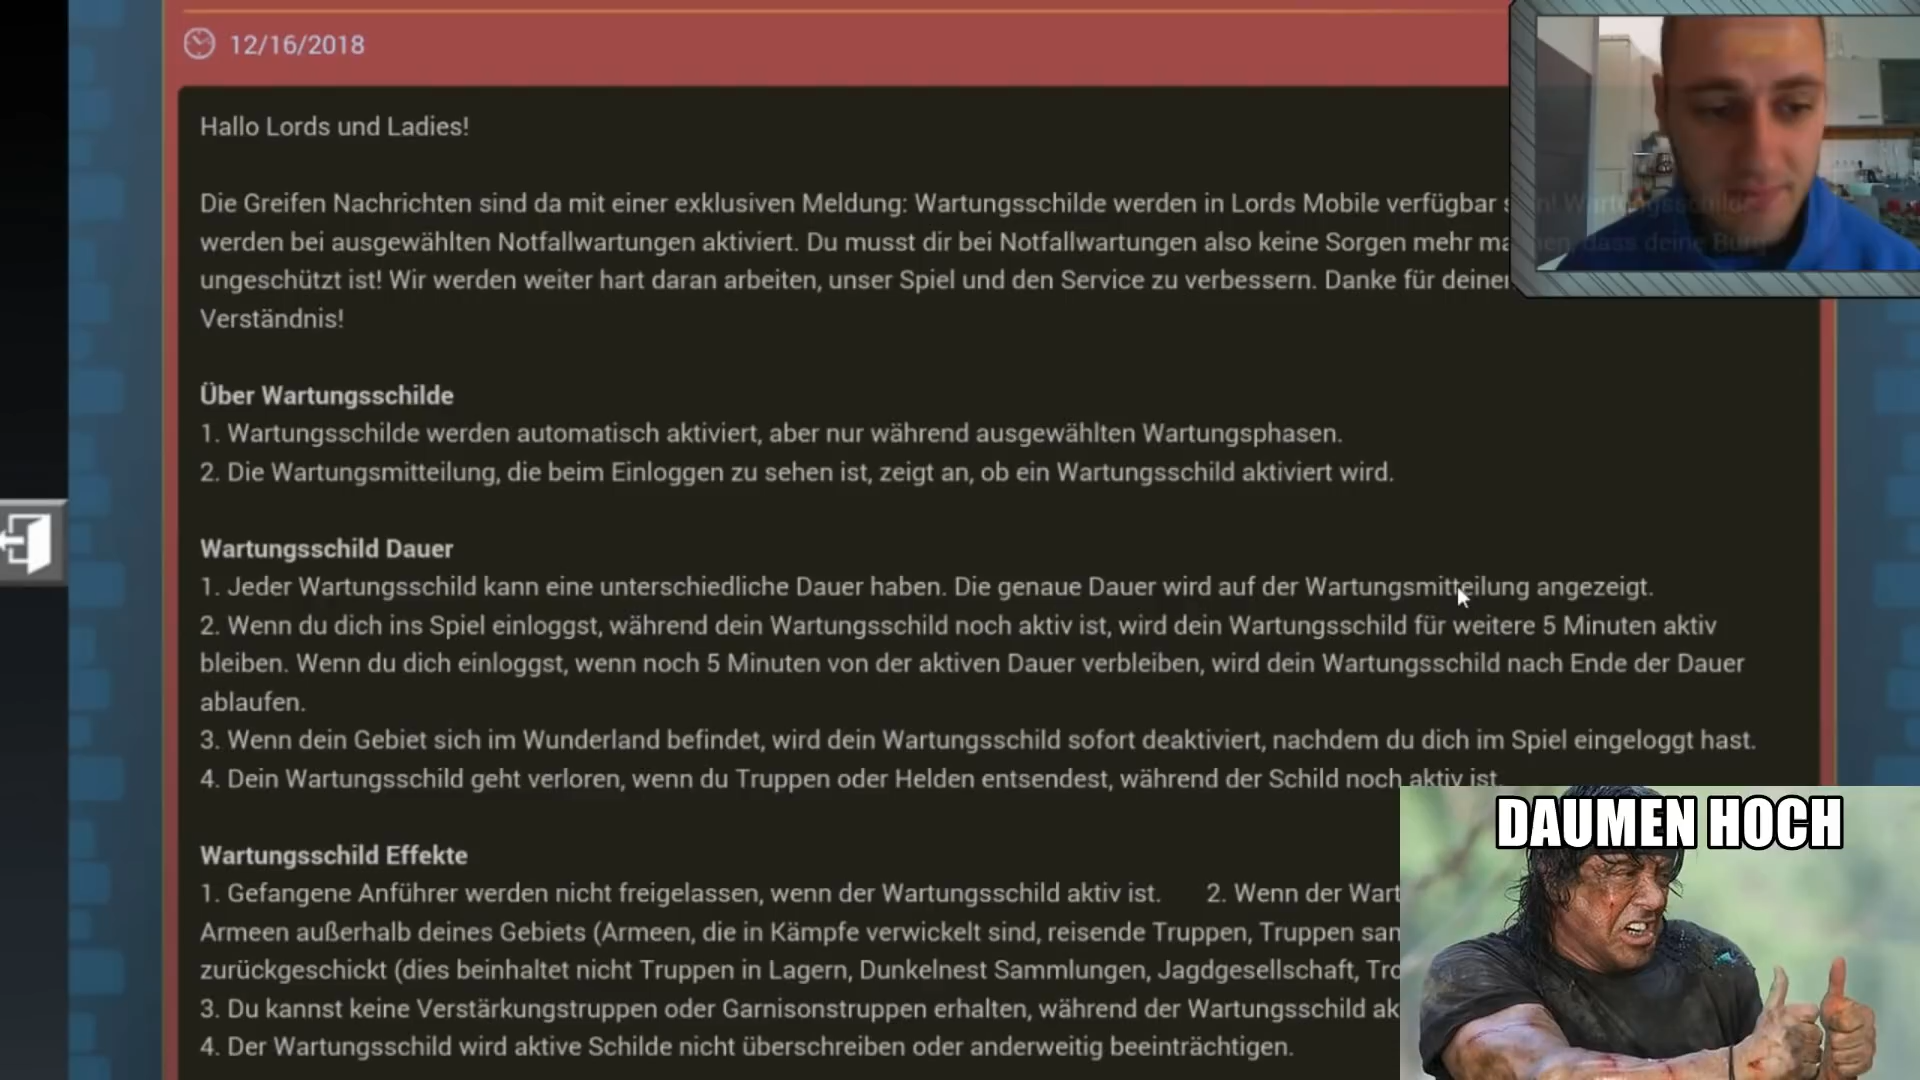 12/16/2018
Hallo Lords und Ladies!
Die Greifen Nachrichten sind da mit einer exklusiven Meldung: Wartungsschilde werden in Lords Mobile verfügbar sein! Wartungsschilde
werden bei ausgewählten Notfallwartungen aktiviert. Du musst dir bei Notfallwartungen also keine Sorgen mehr machen, dass deine Burg
ungeschützt ist! Wir werden weiter hart daran arbeiten, unser Spiel und den Service zu verbessern. Danke für
Verständnis!
Über Wartungsschilde
1. Wartungsschilde werden automatisch aktiviert, aber nur während ausgewählten Wartungsphasen.
2. Die Wartungsmitteilung, die beim Einloggen zu sehen ist, zeigt an, ob ein Wartungsschild aktiviert wird.
Wartungsschild Dauer
1. Jeder Wartungsschild kann eine unterschiedliche Dauer haben. Die genaue Dauer wird auf der Wartungsmitteilung angezeigt.
2. Wenn du dich ins Spiel einloggst, während dein Wartungsschild noch aktiv ist, wird dein Wartungsschild für weitere 5 Minuten aktiv
bleiben. Wenn du dich einloggst, wenn noch 5 Minuten von der aktiven Dauer verbleiben, wird dein Wartungsschild nach Ende der Dauer
ablaufen.
3. Wenn dein Gebiet sich im Wunderland befindet, wird dein Wartungsschild sofort deaktiviert, nachdem du dich im Spiel eingeloggt hast.
4. Dein Wartungsschild geht verloren, wenn du Truppen oder Helden entsendest, während der Schild noch aktiv ist.
DAUMEN HOCH
Wartungsschild Effekte
1. Gefangene Anführer werden nicht freigelassen, wenn der Wartungsschild aktiv ist. 2. Wenn der
Armeen außerhalb deines Gebiets (Armeen, die in Kämpfe verwickelt sind, reisende Truppen, Truppen
zurückgeschickt (dies beinhaltet nicht Truppen in Lagern, Dunkelnest Sammlungen, Jagdgesellschaft,
3. Du kannst keine Verstärkungstruppen oder Garnisonstruppen erhalten, während der Wartungsschild
4. Der Wartungsschild wird aktive Schilde nicht überschreiben oder anderweitig beeinträchtigen.